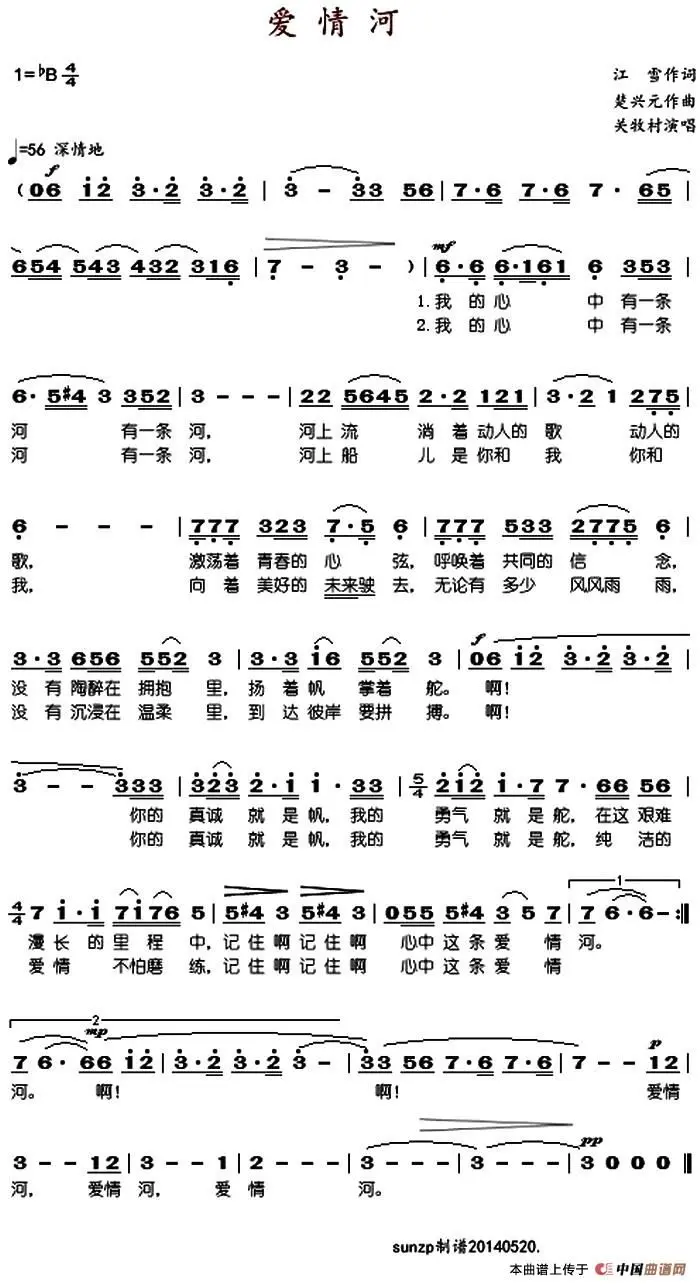 爱情河
1=♭B 4/4
江 雪作词
楚兴元作曲
关牧村演唱
♩=56 深情地
f
( 06 i2 3·2 3·2 | 3 - 33 56 | 7·6 7·6 7· 65 |
mf
654 543 432 316 | 7 - 3 - ) | 6·6 6·161 6 353 |
1.我的心 中有一条
2.我的心 中有一条
6· 5#4 3 352 | 3 - - - | 22 5645 2·2 121 | 3·2 1 275 |
河 有一条河, 河上流 淌着动人的 歌 动人的
河 有一条河, 河上船 儿是你和 我 你和
6 - - - | 777 323 7·5 6 | 777 533 2775 6 |
歌, 激荡着 青春的心 弦, 呼唤着 共同的信 念,
我, 向着 美好的未来驶 去, 无论有 多少 风风雨 雨,
3·3 656 552 3 | 3·3 i6 552 3 | 06 i2 3·2 3·2 |
f
没有陶醉在 拥抱 里, 扬着帆 掌着 舵。 啊!
没有沉浸在 温柔 里, 到达彼岸 要拼 搏。 啊!
3 - - 333 | 323 2·i i· 33 | 5/4 2i2 i·7 7·66 56 |
你的 真诚 就是帆, 我的 勇气 就是舵, 在这艰难
你的 真诚 就是帆, 我的 勇气 就是舵, 纯洁的
4/4 7 i·i 7i76 5 | 5#4 3 5#4 3 | 055 5#4 3 5 7 | 7 6·6- :||
1
漫长的里程 中, 记住啊记住啊 心中这条爱 情河。
爱情 不怕磨 练, 记住啊记住啊 心中这条爱 情
2
mp
7 6· 66 i2 | 3·2 3·2 3 - | 33 56 7·6 7·6 | 7 - - 12 |
p
河。 啊! 啊! 爱情
3 - - 12 | 3 - - 1 | 2 - - - | 3 - - - | 3 - - - | 3 0 0 0 ||
pp
河, 爱情河, 爱 情 河。
sunzp制谱20140520.
本曲谱上传于 中国曲谱网